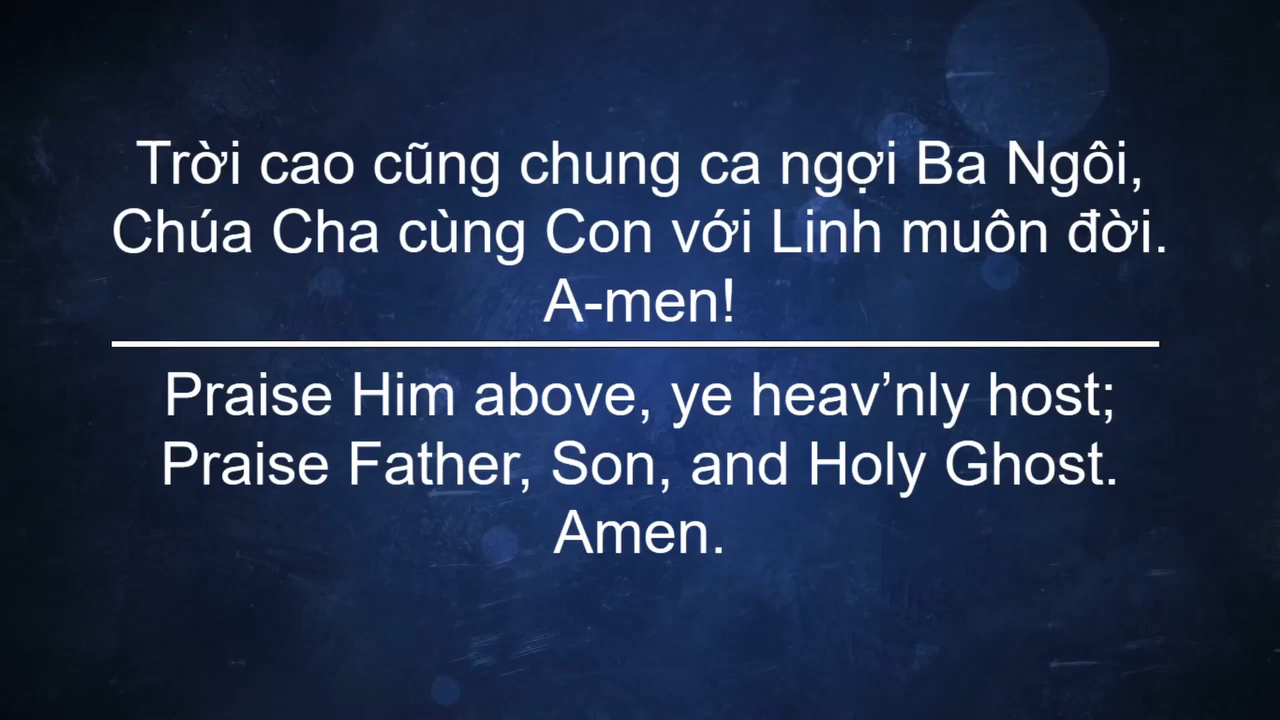 Trời cao cũng chung ca ngợi Ba Ngôi,
Chúa Cha cùng Con với Linh muôn đời.
A-men!
Praise Him above, ye heav’nly host;
Praise Father, Son, and Holy Ghost.
Amen.